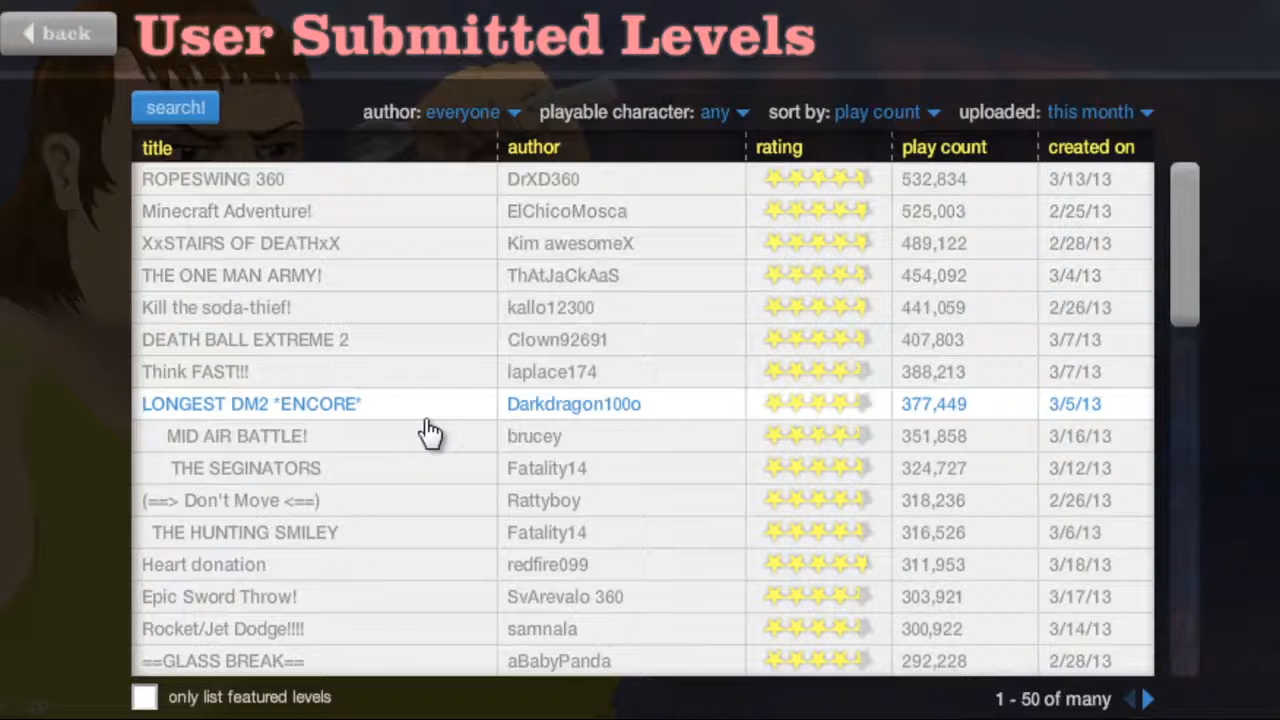 back
User Submitted Levels
search!
author: everyone playable character: any sort by: play count uploaded: this month
title author rating play count created on
ROPESWING 360 DrXD360 532,834 3/13/13
Minecraft Adventure! ElChicoMosca 525,003 2/25/13
XxSTAIRS OF DEATHxX Kim awesomeX 489,122 2/28/13
THE ONE MAN ARMY! ThAtJaCkAaS 454,092 3/4/13
Kill the soda-thief! kallo12300 441,059 2/26/13
DEATH BALL EXTREME 2 Clown92691 407,803 3/7/13
Think FAST!!! laplace174 388,213 3/7/13
LONGEST DM2 *ENCORE* Darkdragon100o 377,449 3/5/13
MID AIR BATTLE! brucey 351,858 3/16/13
THE SEGINATORS Fatality14 324,727 3/12/13
(==> Don't Move <==) Rattyboy 318,236 2/26/13
THE HUNTING SMILEY Fatality14 316,526 3/6/13
Heart donation redfire099 311,953 3/18/13
Epic Sword Throw! SvArevalo 360 303,921 3/17/13
Rocket/Jet Dodge!!!! samnala 300,922 3/14/13
==GLASS BREAK== aBabyPanda 292,228 2/28/13
only list featured levels 1 - 50 of many